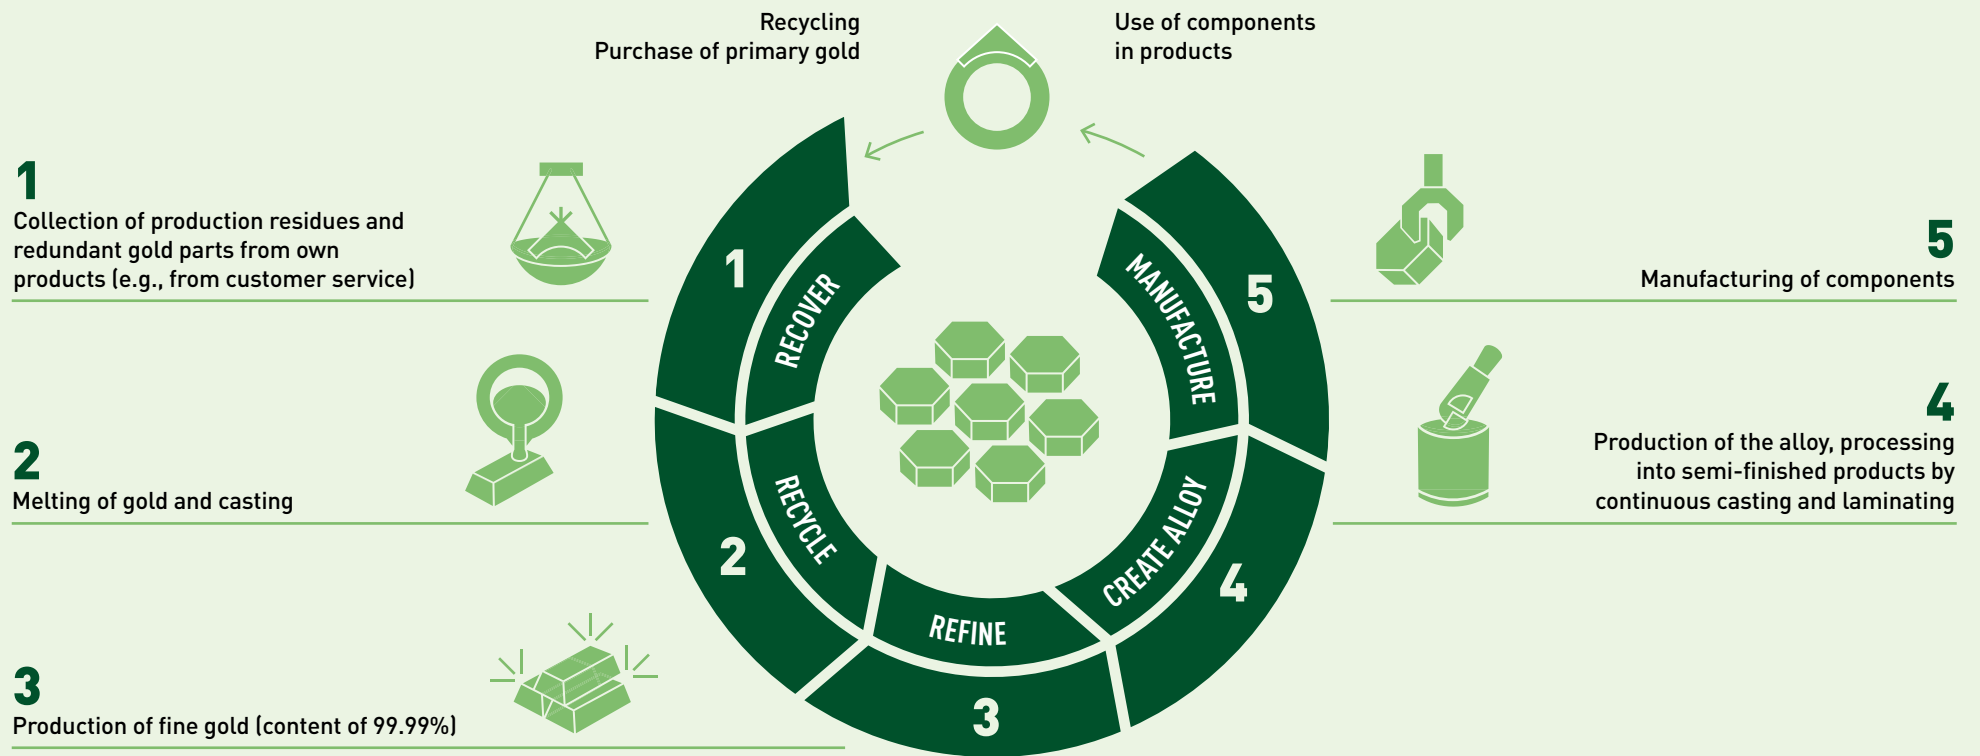 Recycling
Purchase of primary gold
Use of components
in products
1
Collection of production residues and
redundant gold parts from own
products (e.g., from customer service)
2
Melting of gold and casting
3
Production of fine gold (content of 99.99%)
1
RECOVER
2
RECYCLE
3
REFINE
4
CREATE ALLOY
5
MANUFACTURE
5
Manufacturing of components
4
Production of the alloy, processing
into semi-finished products by
continuous casting and laminating